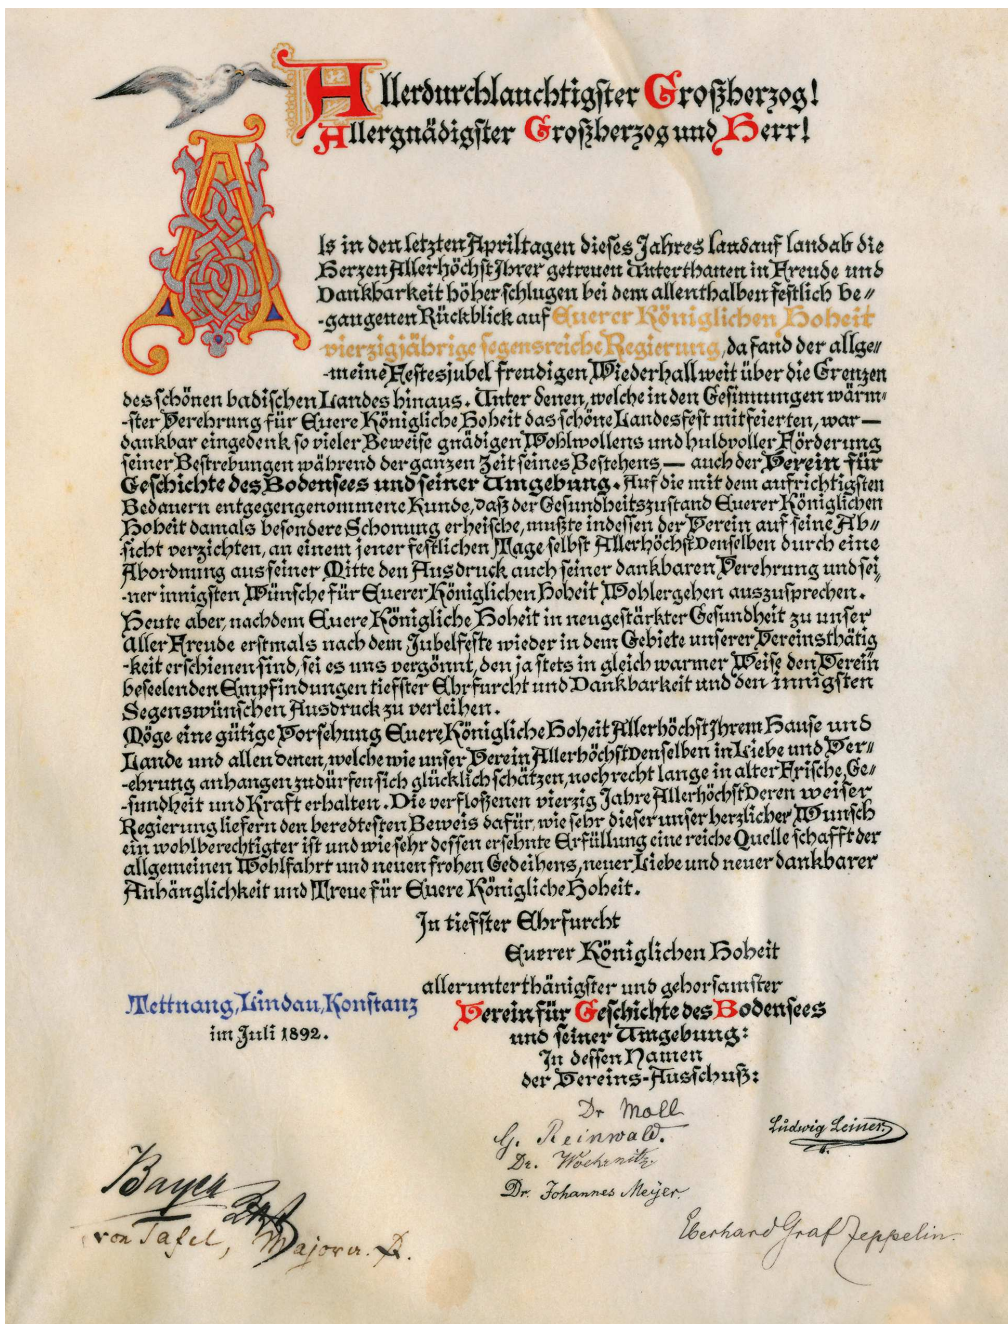 Allerdurchlauchtigster Großherzog!
Allergnädigster Großherzog und Herr!
Als in den letzten Apriltagen dieses Jahres landauf landab die
Herzen Allerhöchst Ihrer getreuen Unterthanen in Freude und
Dankbarkeit höher schlugen bei dem allenthalben festlich be„
-gangenen Rückblick auf Euerer Königlichen Hoheit
vierzigjährige segensreiche Regierung, da fand der allge„
-meine Festesjubel freudigen Wiederhall weit über die Grenzen
des schönen badischen Landes hinaus. Unter denen, welche in den Gesinnungen wärm-
-ster Verehrung für Euere Königliche Hoheit das schöne Landesfest mitfeierten, war —
dankbar eingedenk so vieler Beweise gnädigen Wohlwollens und huldvoller Förderung
seiner Bestrebungen während der ganzen Zeit seines Bestehens — auch der Verein für
Geschichte des Bodensees und seiner Umgebung. Auf die mit dem aufrichtigsten
Bedauern entgegengenommene Kunde, daß der Gesundheitszustand Euerer Königlichen
Hoheit damals besondere Schonung erheische, mußte indessen der Verein auf seine Ab„
-sicht verzichten, an einem jener festlichen Tage selbst Allerhöchst Denselben durch eine
Abordnung aus seiner Mitte den Ausdruck auch seiner dankbaren Verehrung und sei-
-ner innigsten Wünsche für Euerer Königlichen Hoheit Wohlergehen auszusprechen.
Heute aber, nachdem Euere Königliche Hoheit in neugestärkter Gesundheit zu unser
Aller Freude erstmals nach dem Jubelfeste wieder in dem Gebiete unserer Vereinsthätig
-keit erschienen sind, sei es uns vergönnt, den ja stets in gleich warmer Weise den Verein
beseelenden Empfindungen tiefster Ehrfurcht und Dankbarkeit und den innigsten
Segenswünschen Ausdruck zu verleihen.
Möge eine gütige Vorsehung Euere Königliche Hoheit Allerhöchst Ihrem Hause und
Lande und allen denen, welche wie unser Verein Allerhöchst Denselben in Liebe und Ver„
-ehrung anhangen zu dürfen sich glücklich schätzen, noch recht lange in alter Frische, Ge„
-sundheit und Kraft erhalten. Die verfloßenen vierzig Jahre Allerhöchst Deren weiser
Regierung liefern den beredtesten Beweis dafür, wie sehr dieser unser herzlicher Wunsch
ein wohlberechtigter ist und wie sehr dessen ersehnte Erfüllung eine reiche Quelle schafft der
allgemeinen Wohlfahrt und neuen frohen Gedeihens, neuer Liebe und neuer dankbarer
Anhänglichkeit und Treue für Euere Königliche Hoheit.
In tiefster Ehrfurcht
Euerer Königlichen Hoheit
allerunterthänigster und gehorsamster
Tettnang, Lindau, Konstanz
im Juli 1892.
Verein für Geschichte des Bodensees
und seiner Umgebung:
In dessen Namen
der Vereins-Ausschuß:
Dr Moll
G. Reinwald.
Ludwig Leiner.
Dr.
Dr. Johannes Meyer.
von Tafel, Major a. D.
Eberhard Graf Zeppelin.